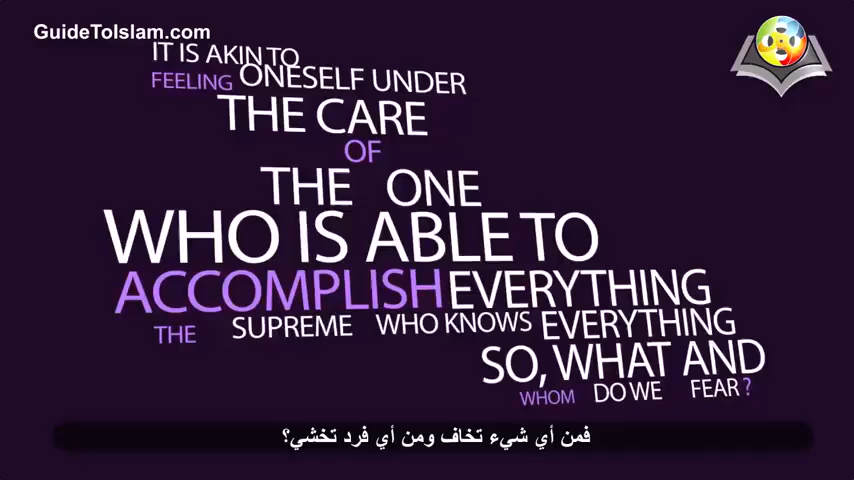 GuideToIslam.com
IT IS AKIN TO
FEELING ONESELF UNDER
THE CARE
OF
THE ONE
WHO IS ABLE TO
ACCOMPLISH EVERYTHING
THE SUPREME WHO KNOWS EVERYTHING
SO, WHAT AND
WHOM DO WE FEAR ?
فمن أي شيء تخاف ومن أي فرد تخشي؟